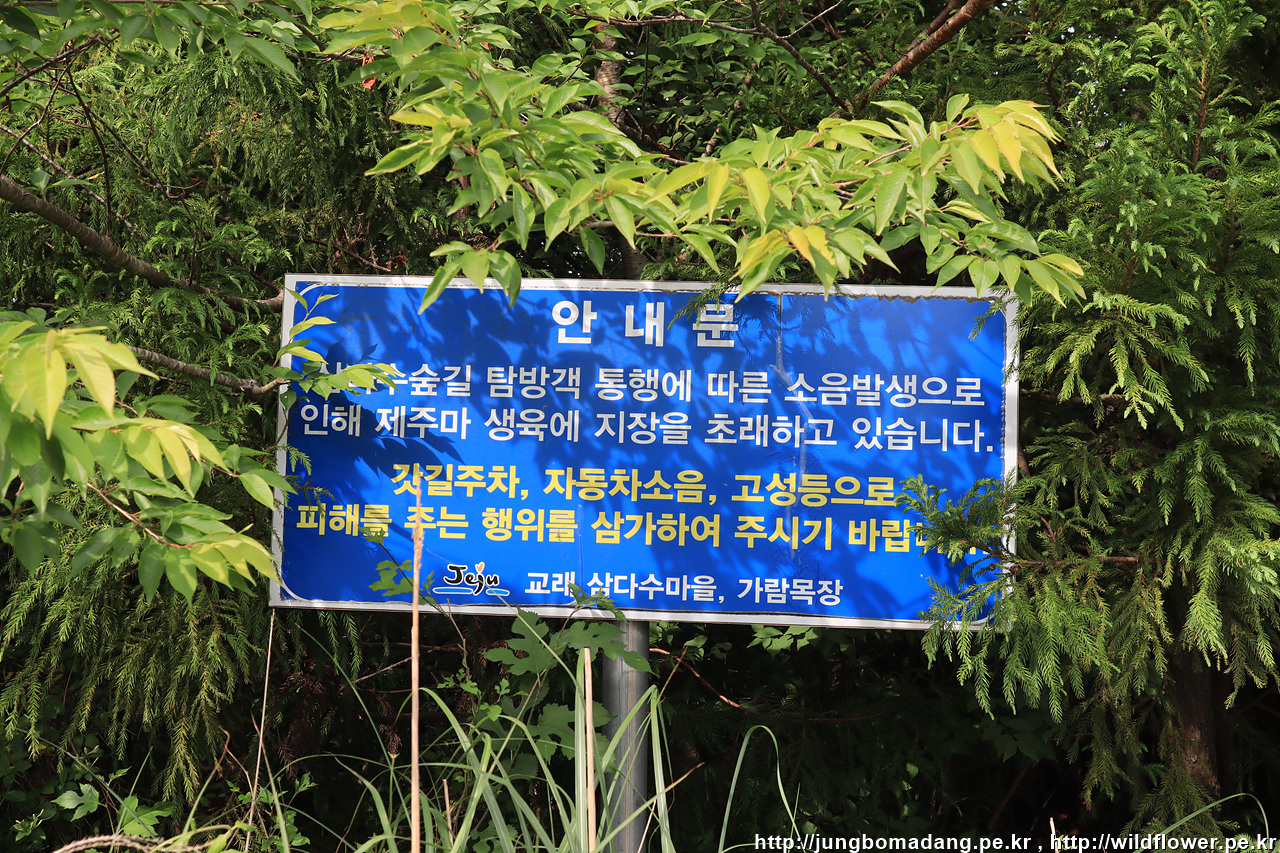 안내문
탐방객 통행에 따른 소음발생으로
인해 제주마 생육에 지장을 초래하고 있습니다.
갓길주차, 자동차소음, 고성등으로
피해를 주는 행위를 삼가하여 주시기
Jeju 교래 삼다수마을, 가람목장
http://jungbomadang.pe.kr , http://wildflower.pe.kr